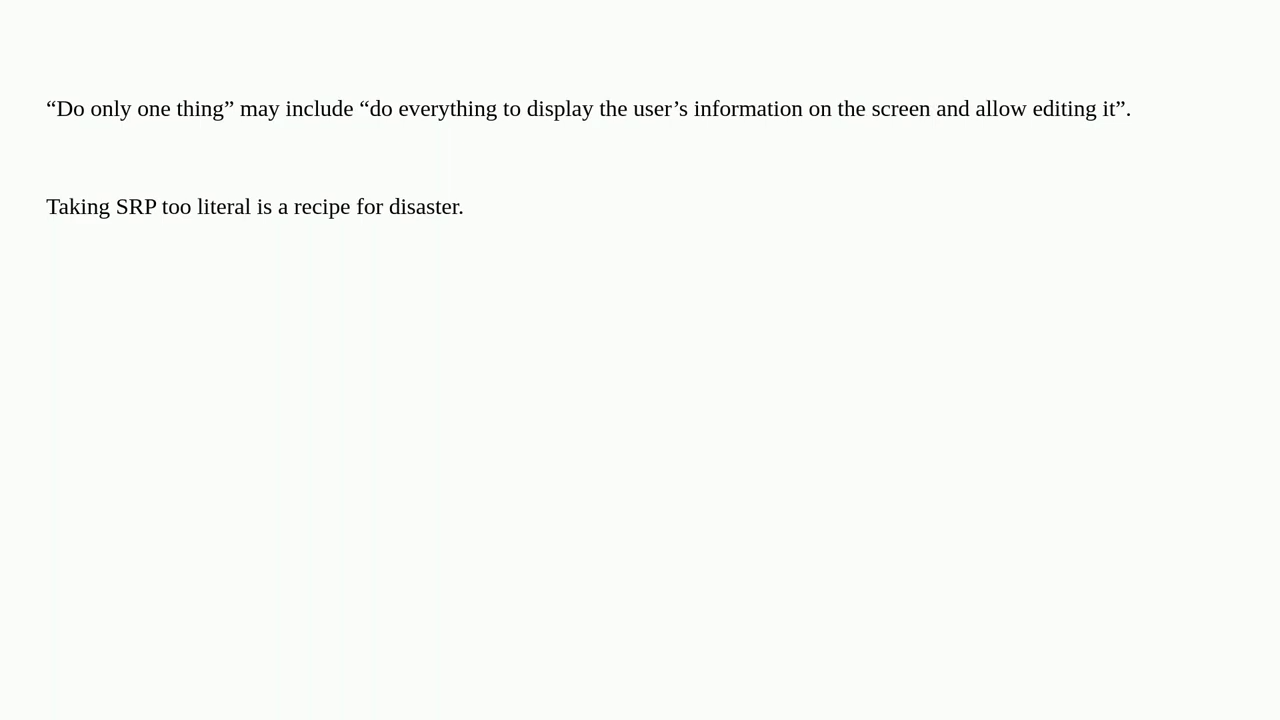 “Do only one thing” may include “do everything to display the user’s information on the screen and allow editing it”.
Taking SRP too literal is a recipe for disaster.